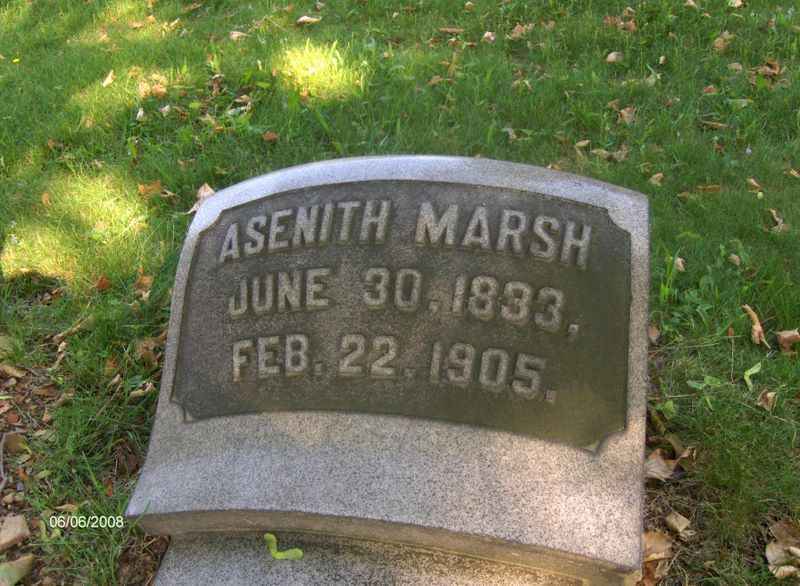 ASENITH MARSH
JUNE 30, 1833,
FEB. 22, 1905.
06/06/2008